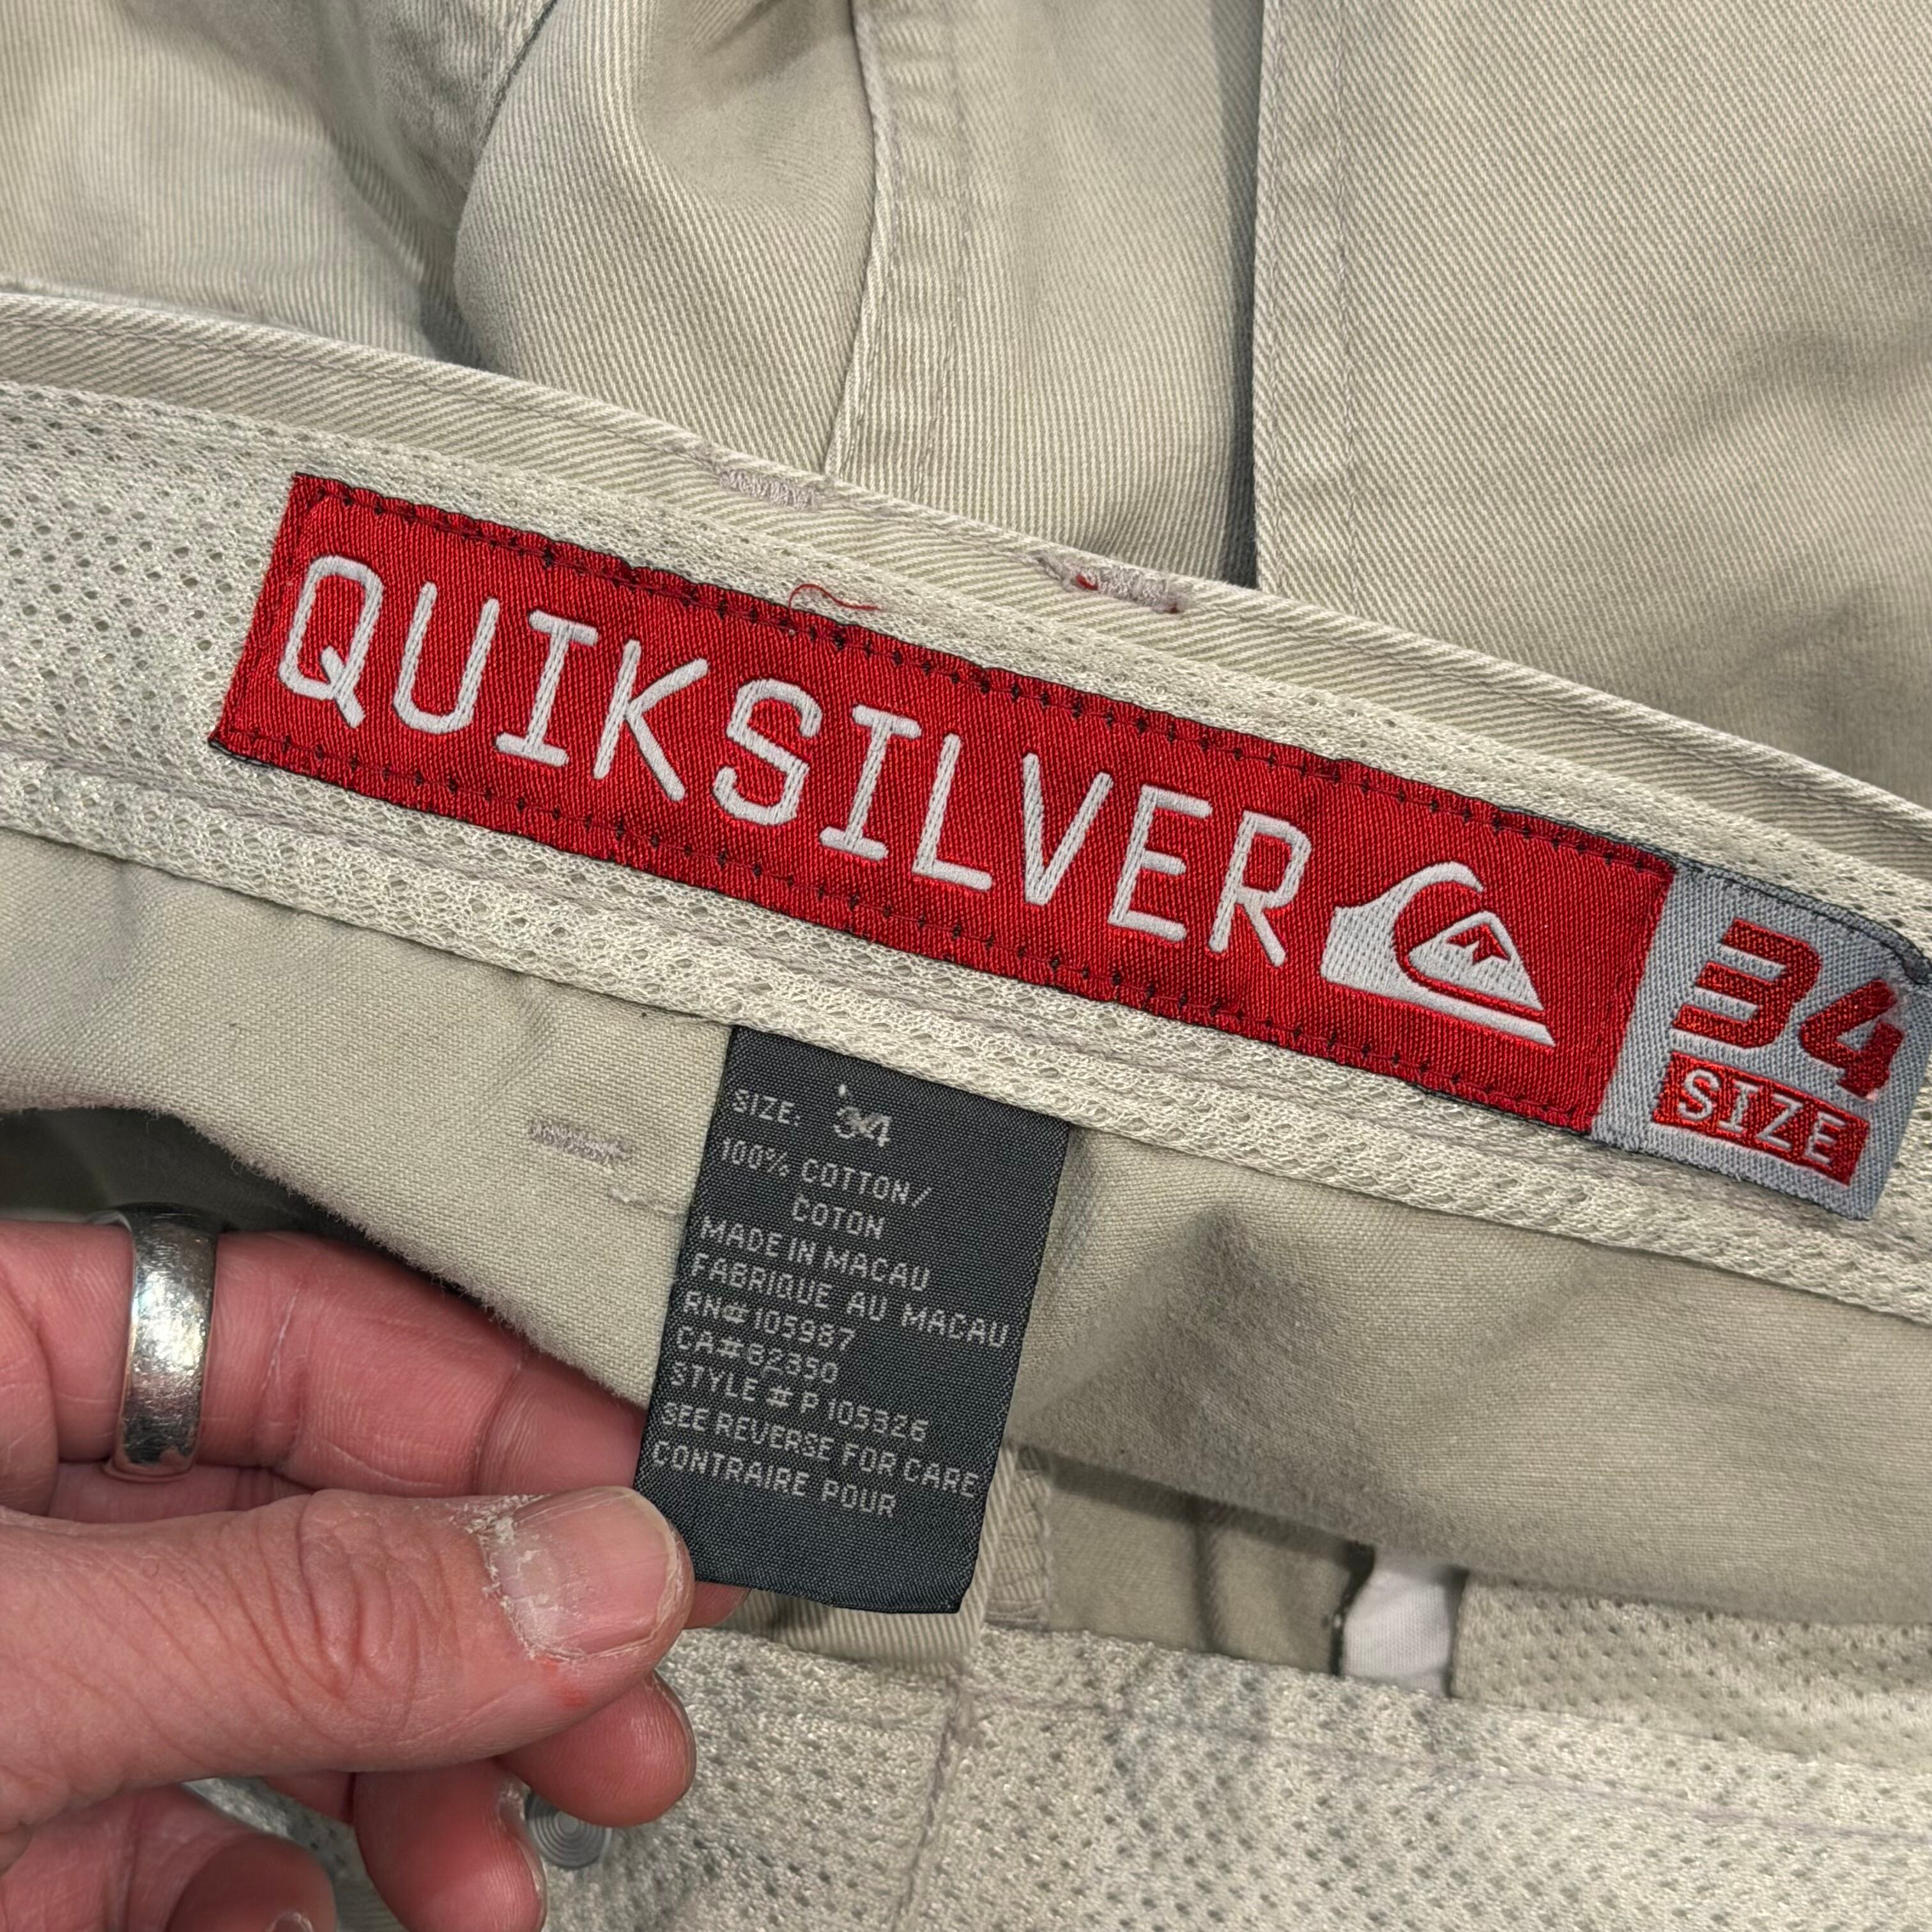 QUIKSILVER
34
SIZE
SIZE: 34
100% COTTON/
COTON
MADE IN MACAU
FABRIQUE AU MACAU
RN# 105987
CA# 82350
STYLE # P 105326
SEE REVERSE FOR CARE
CONTRAIRE POUR